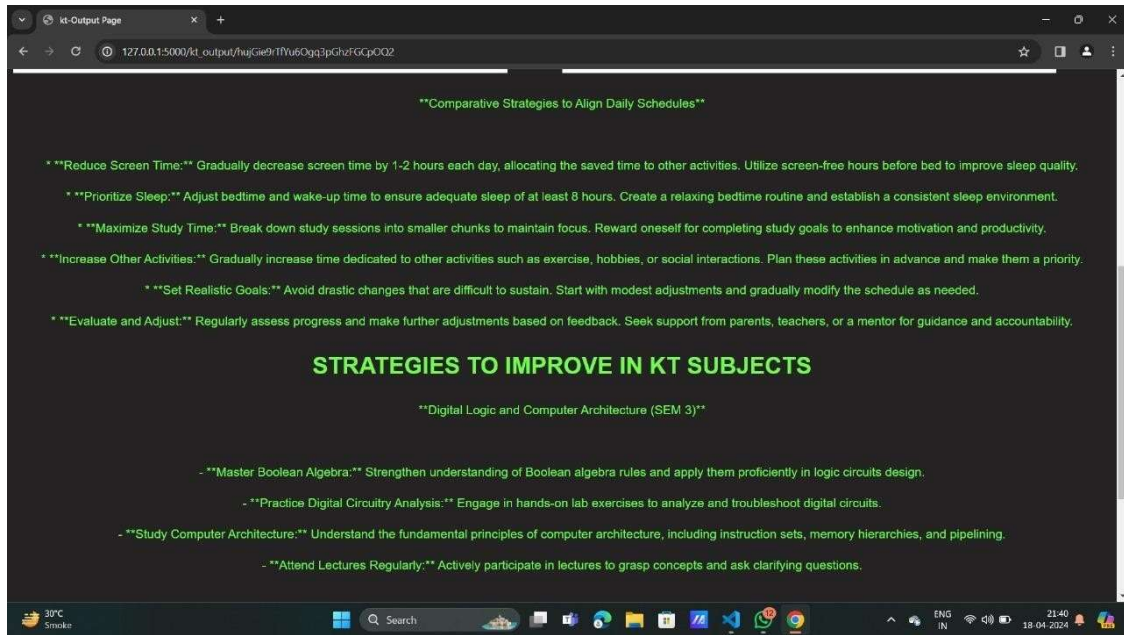 kt-Output Page
127.0.0.1:5000/kt_output/hujGie9rTfYu6Ogq3pGhzFGCpOQ2
**Comparative Strategies to Align Daily Schedules**
* **Reduce Screen Time:** Gradually decrease screen time by 1-2 hours each day, allocating the saved time to other activities. Utilize screen-free hours before bed to improve sleep quality.
* **Prioritize Sleep:** Adjust bedtime and wake-up time to ensure adequate sleep of at least 8 hours. Create a relaxing bedtime routine and establish a consistent sleep environment.
* **Maximize Study Time:** Break down study sessions into smaller chunks to maintain focus. Reward oneself for completing study goals to enhance motivation and productivity.
* **Increase Other Activities:** Gradually increase time dedicated to other activities such as exercise, hobbies, or social interactions. Plan these activities in advance and make them a priority.
* **Set Realistic Goals:** Avoid drastic changes that are difficult to sustain. Start with modest adjustments and gradually modify the schedule as needed.
* **Evaluate and Adjust:** Regularly assess progress and make further adjustments based on feedback. Seek support from parents, teachers, or a mentor for guidance and accountability.
STRATEGIES TO IMPROVE IN KT SUBJECTS
**Digital Logic and Computer Architecture (SEM 3)**
- **Master Boolean Algebra:** Strengthen understanding of Boolean algebra rules and apply them proficiently in logic circuits design.
- **Practice Digital Circuitry Analysis:** Engage in hands-on lab exercises to analyze and troubleshoot digital circuits.
- **Study Computer Architecture:** Understand the fundamental principles of computer architecture, including instruction sets, memory hierarchies, and pipelining.
- **Attend Lectures Regularly:** Actively participate in lectures to grasp concepts and ask clarifying questions.
30°C
Smoke
Search
12
ENG
IN
21:40
18-04-2024